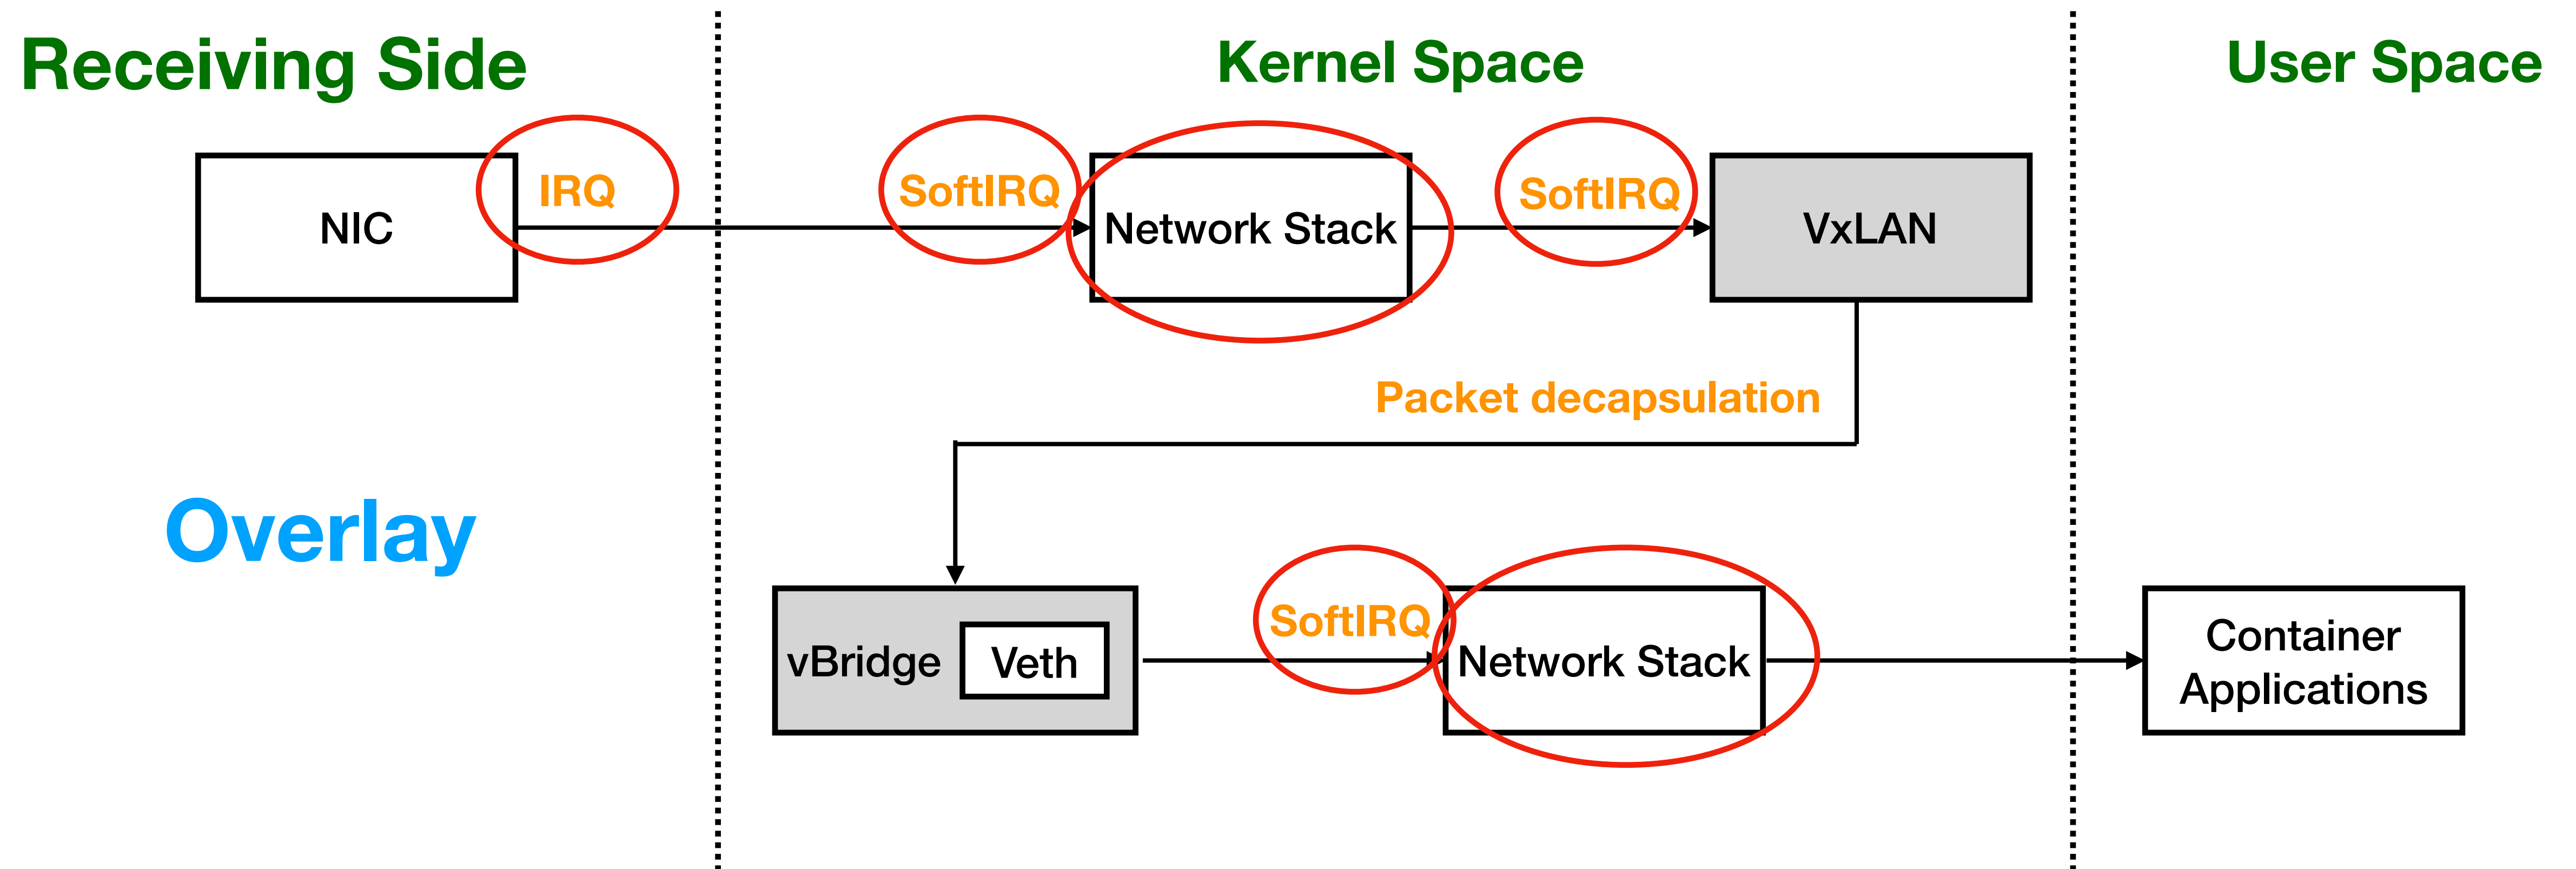 Receiving Side
Kernel Space
User Space
NIC
IRQ
SoftIRQ
Network Stack
SoftIRQ
VxLAN
Packet decapsulation
Overlay
vBridge
Veth
SoftIRQ
Network Stack
Container
Applications